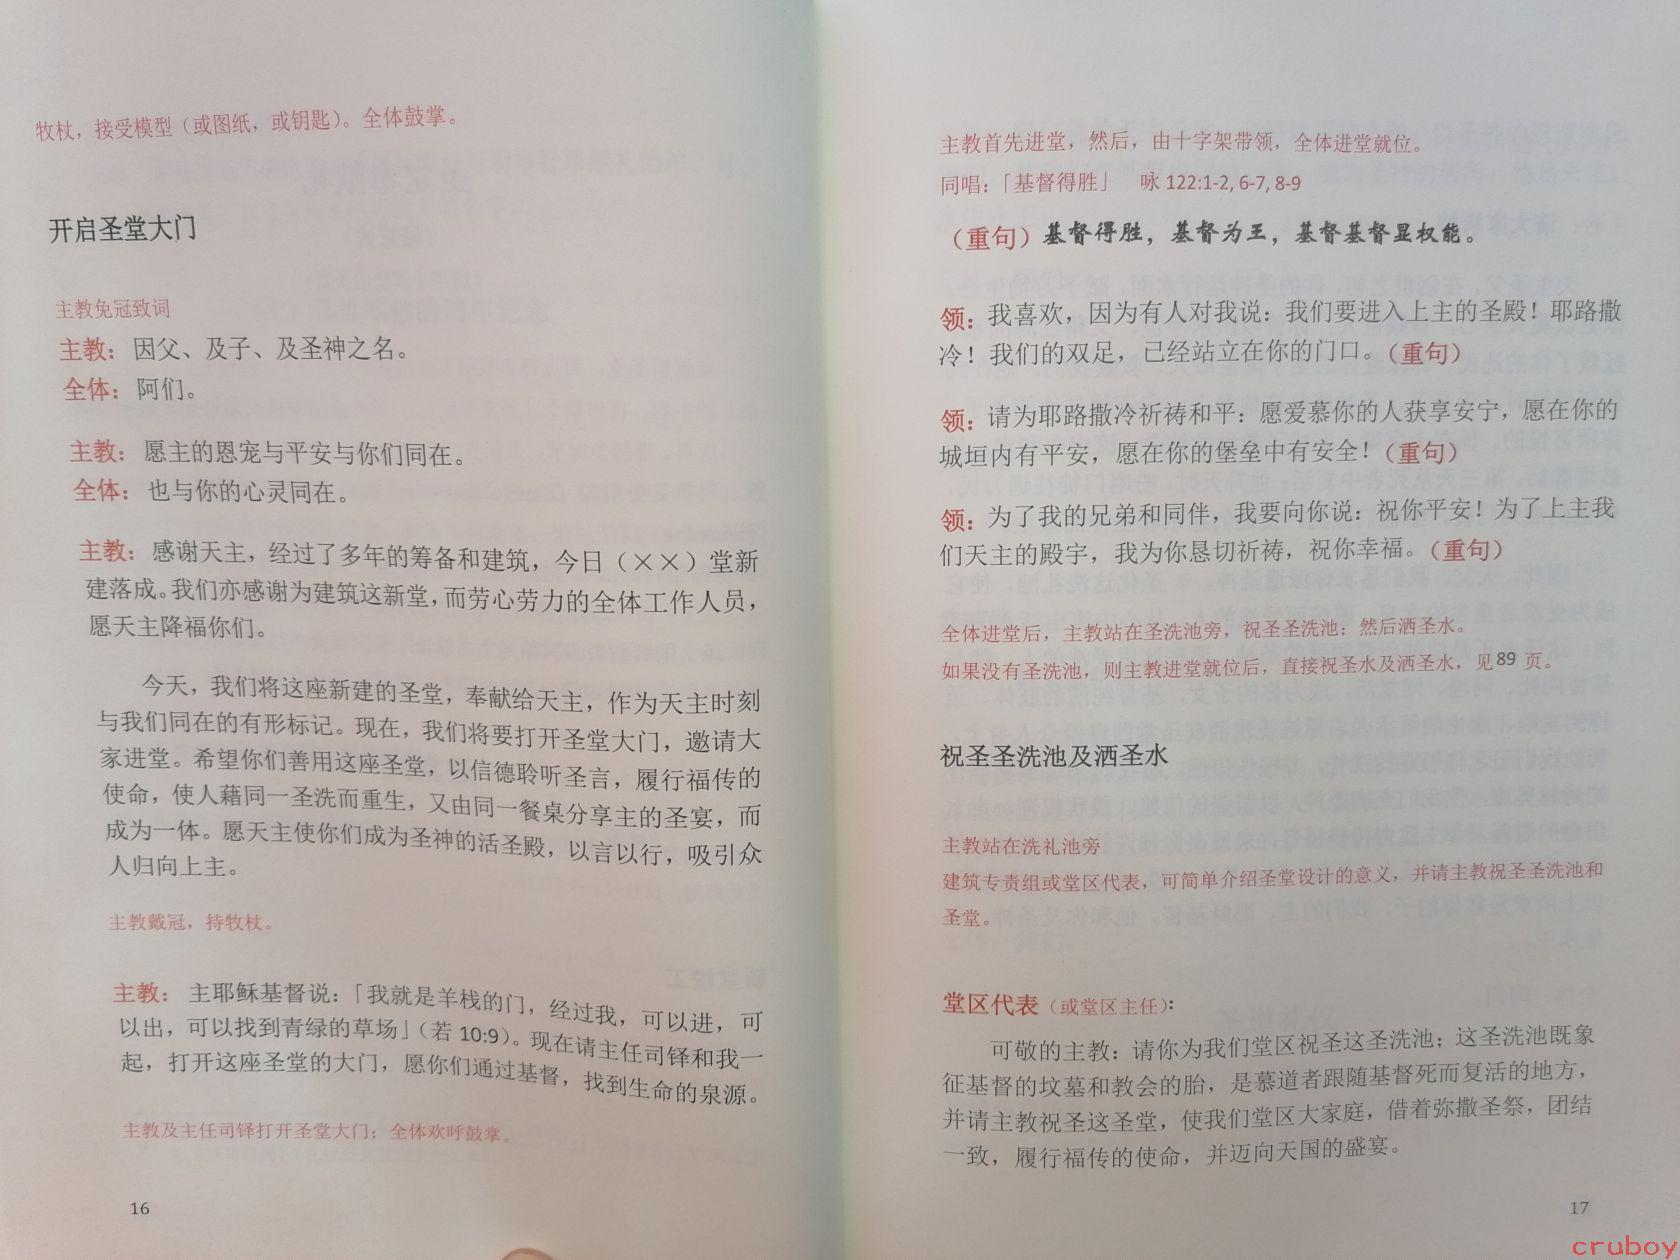 牧杖，接受模型（或图纸，或钥匙）。全体鼓掌。
开启圣堂大门
主教免冠致词
主教：因父、及子、及圣神之名。
全体：阿们。
主教：愿主的恩宠与平安与你们同在。
全体：也与你的心灵同在。
主教：感谢天主，经过了多年的筹备和建筑，今日（××）堂新
建落成。我们亦感谢为建筑这新堂，而劳心劳力的全体工作人员，
愿天主降福你们。
今天，我们将这座新建的圣堂，奉献给天主，作为天主时刻
与我们同在的有形标记。现在，我们将要打开圣堂大门，邀请大
家进堂。希望你们善用这座圣堂，以信德聆听圣言，履行福传的
使命，使人藉同一圣洗而重生，又由同一餐桌分享主的圣宴，而
成为一体。愿天主使你们成为圣神的活圣殿，以言以行，吸引众
人归向上主。
主教戴冠，持牧杖。
主教：主耶稣基督说：「我就是羊栈的门，经过我，可以进，可
以出，可以找到青绿的草场」（若 10:9）。现在请主任司铎和我一
起，打开这座圣堂的大门，愿你们通过基督，找到生命的泉源。
主教及主任司铎打开圣堂大门；全体欢呼鼓掌。
16
主教首先进堂，然后，由十字架带领，全体进堂就位。
同唱：「基督得胜」 咏 122:1-2, 6-7, 8-9
（重句）基督得胜，基督为王，基督基督显权能。
领：我喜欢，因为有人对我说：我们要进入上主的圣殿！耶路撒
冷！我们的双足，已经站立在你的门口。（重句）
领：请为耶路撒冷祈祷和平：愿爱慕你的人获享安宁，愿在你的
城垣内有平安，愿在你的堡垒中有安全！（重句）
领：为了我的兄弟和同伴，我要向你说：祝你平安！为了上主我
们天主的殿宇，我为你恳切祈祷，祝你幸福。（重句）
全体进堂后，主教站在圣洗池旁，祝圣圣洗池；然后洒圣水。
如果没有圣洗池，则主教进堂就位后，直接祝圣水及洒圣水，见 89 页。
祝圣圣洗池及洒圣水
主教站在洗礼池旁
建筑专责组或堂区代表，可简单介绍圣堂设计的意义，并请主教祝圣圣洗池和
圣堂。
堂区代表（或堂区主任）：
可敬的主教：请你为我们堂区祝圣这圣洗池；这圣洗池既象
征基督的坟墓和教会的胎，是慕道者跟随基督死而复活的地方，
并请主教祝圣这圣堂，使我们堂区大家庭，借着弥撒圣祭，团结
一致，履行福传的使命，并迈向天国的盛宴。
17
cruboy